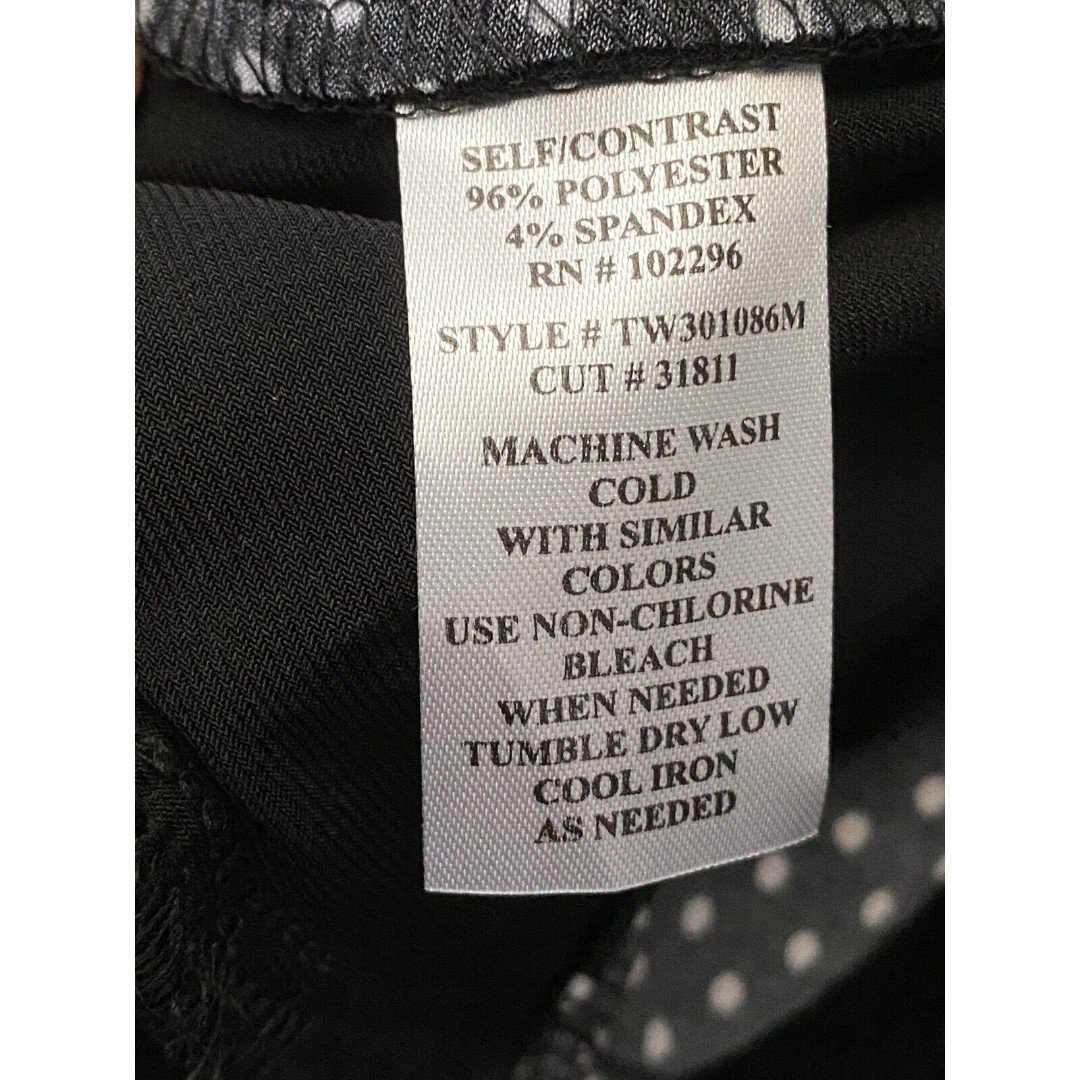 SELF/CONTRAST
96% POLYESTER
4% SPANDEX
RN # 102296
STYLE # TW301086M
CUT # 31811
MACHINE WASH
COLD
WITH SIMILAR
COLORS
USE NON-CHLORINE
BLEACH
WHEN NEEDED
TUMBLE DRY LOW
COOL IRON
AS NEEDED